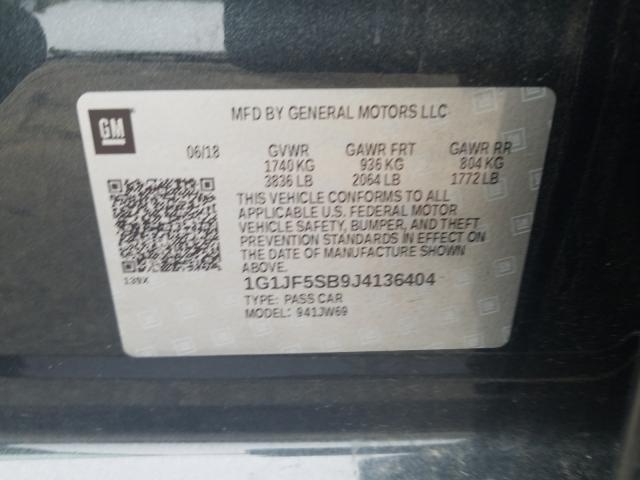 GM
MFD BY GENERAL MOTORS LLC
06/18 GVWR GAWR FRT GAWR RR
1740 KG 936 KG 804 KG
3836 LB 2064 LB 1772 LB
THIS VEHICLE CONFORMS TO ALL
APPLICABLE U.S. FEDERAL MOTOR
VEHICLE SAFETY, BUMPER, AND THEFT
PREVENTION STANDARDS IN EFFECT ON
THE DATE OF MANUFACTURE SHOWN
ABOVE.
139X 1G1JF5SB9J4136404
TYPE: PASS CAR
MODEL: 941JW69